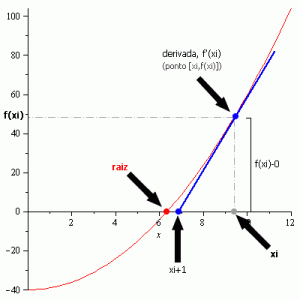 100
80
derivada, f'(xi)
(ponto [xi,f(xi)])
60
f(xi)
40
f(xi)-0
raiz
20
0
2
4
6
8
10
12
x
xi
xi+1
-20
-40